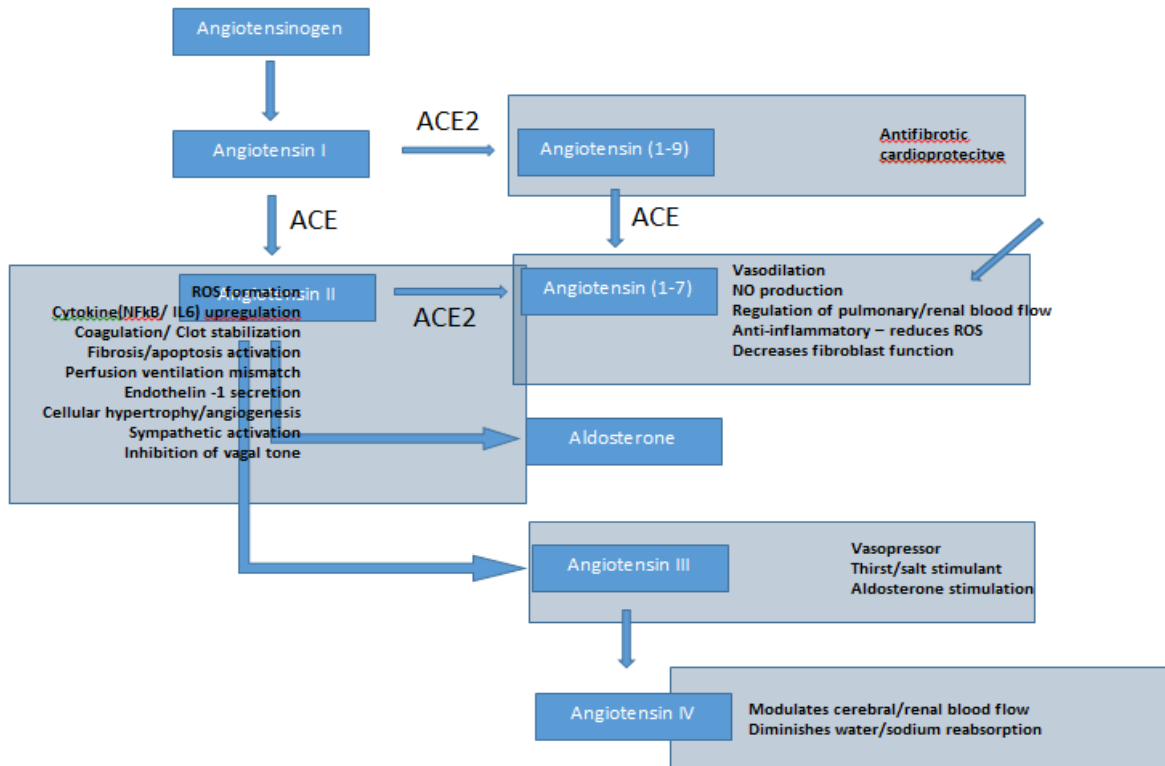 Angiotensinogen
ACE2
Angiotensin I
Angiotensin (1-9)
Antifibrotic
cardioprotecitve
ACE
ACE
Angiotensin II
ROS formation
Cytokine(NFkB/ IL6) upregulation
Coagulation/ Clot stabilization
Fibrosis/apoptosis activation
Perfusion ventilation mismatch
Endothelin -1 secretion
Cellular hypertrophy/angiogenesis
Sympathetic activation
Inhibition of vagal tone
ACE2
Angiotensin (1-7)
Vasodilation
NO production
Regulation of pulmonary/renal blood flow
Anti-inflammatory – reduces ROS
Decreases fibroblast function
Aldosterone
Angiotensin III
Vasopressor
Thirst/salt stimulant
Aldosterone stimulation
Angiotensin IV
Modulates cerebral/renal blood flow
Diminishes water/sodium reabsorption